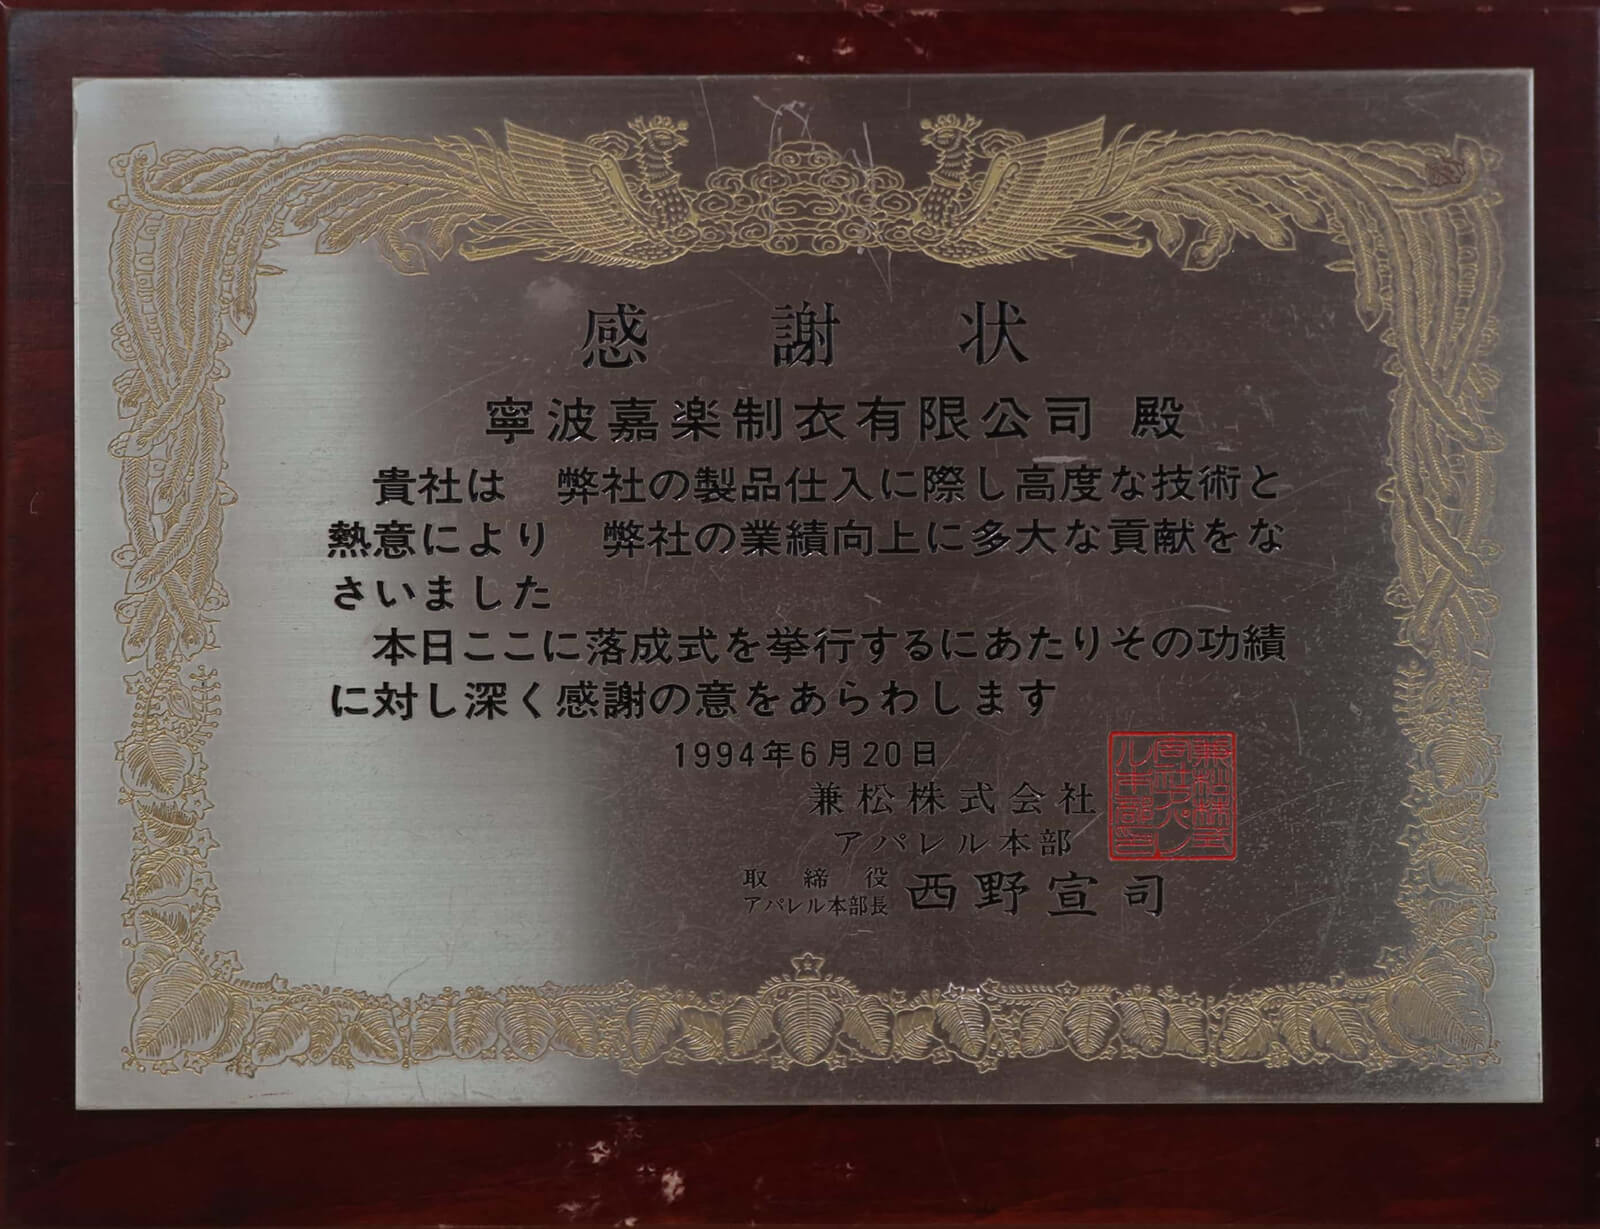 感謝状
寧波嘉楽制衣有限公司 殿
貴社は 弊社の製品仕入に際し高度な技術と
熱意により 弊社の業績向上に多大な貢献をな
さいました
本日ここに落成式を挙行するにあたりその功績
に対し深く感謝の意をあらわします
1994年6月20日
兼松株式会社
アパレル本部
取締役
アパレル本部長 西野宣司